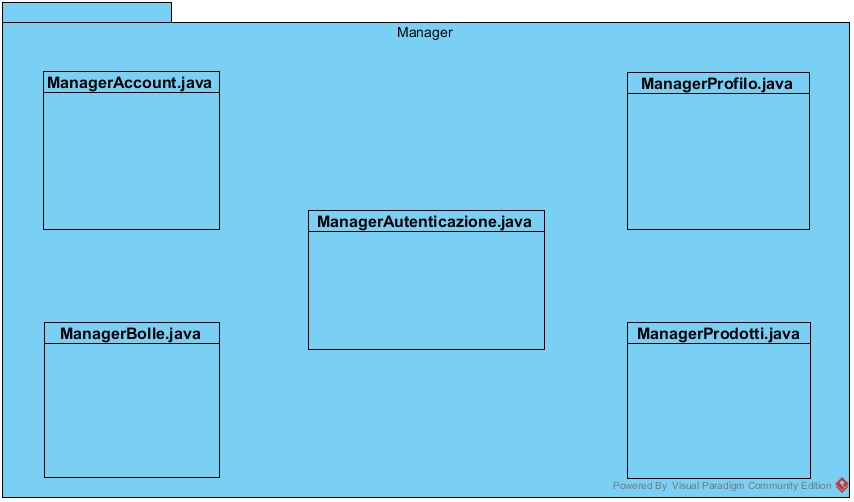 Manager
ManagerAccount.java
ManagerProfilo.java
ManagerAutenticazione.java
ManagerBolle.java
ManagerProdotti.java
Powered By Visual Paradigm Community Edition